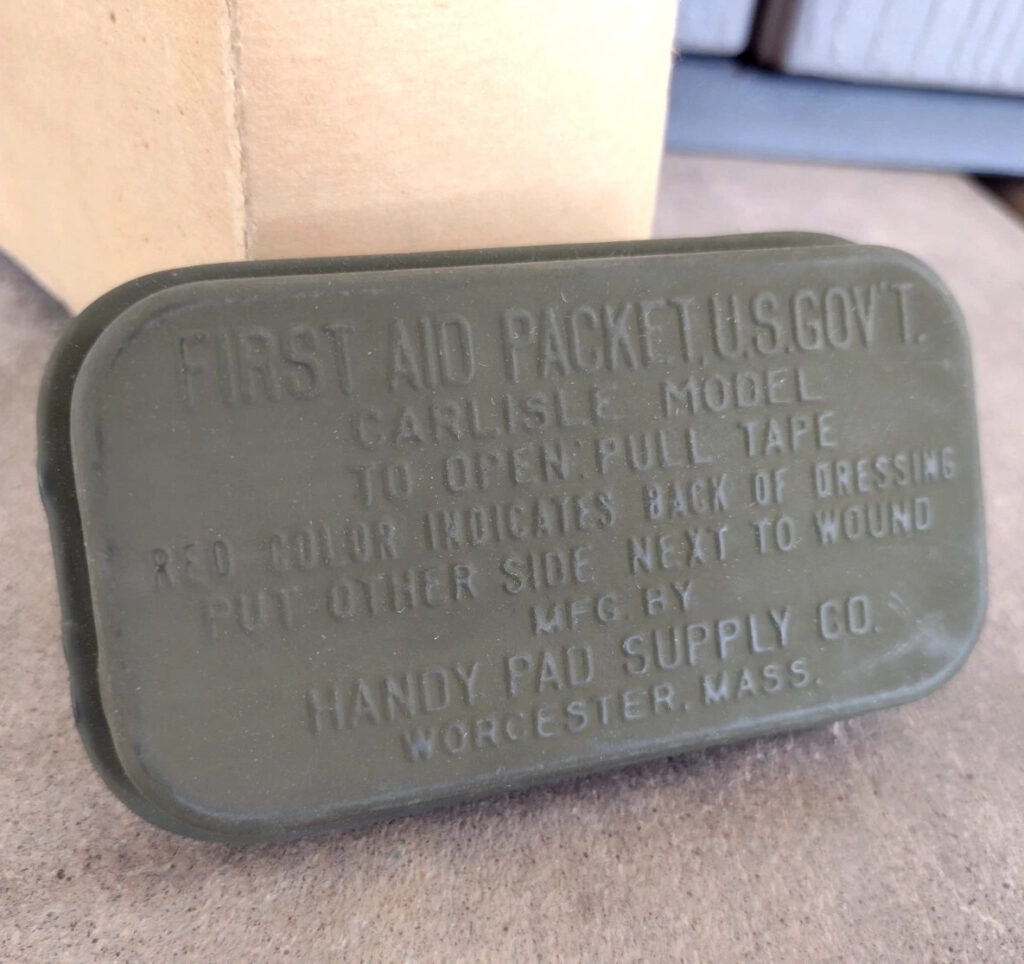 FIRST AID PACKET, U.S. GOV'T.
CARLISLE MODEL
TO OPEN: PULL TAPE
RED COLOR INDICATES BACK OF DRESSING
PUT OTHER SIDE NEXT TO WOUND
MFG. BY
HANDY PAD SUPPLY CO.
WORCESTER, MASS.